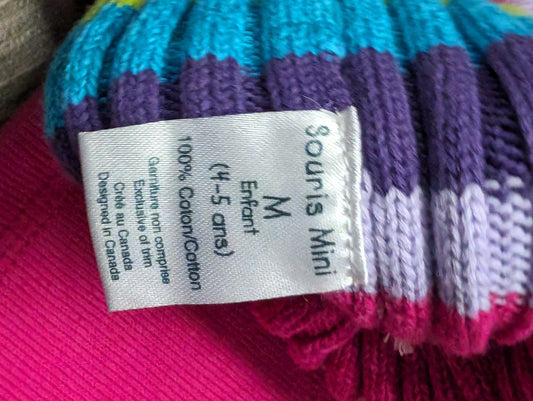 Souris Mini
M
Enfant
(4-5 ans)
100% Coton/Cotton
Garniture non comprise
Exclusive of trim
Créé au Canada
Designed in Canada